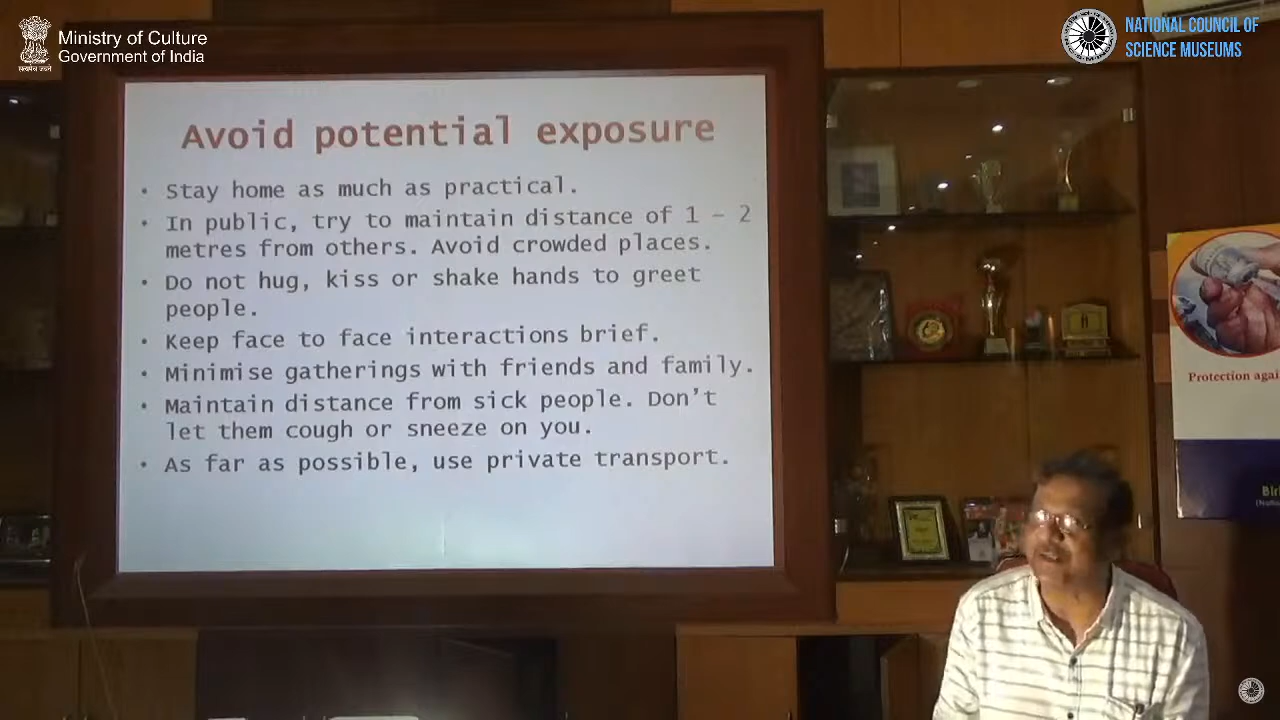 Ministry of Culture
Government of India
NATIONAL COUNCIL OF
SCIENCE MUSEUMS
Avoid potential exposure
• Stay home as much as practical.
• In public, try to maintain distance of 1 – 2
metres from others. Avoid crowded places.
• Do not hug, kiss or shake hands to greet
people.
• Keep face to face interactions brief.
• Minimise gatherings with friends and family.
• Maintain distance from sick people. Don't
let them cough or sneeze on you.
• As far as possible, use private transport.
Protection agai